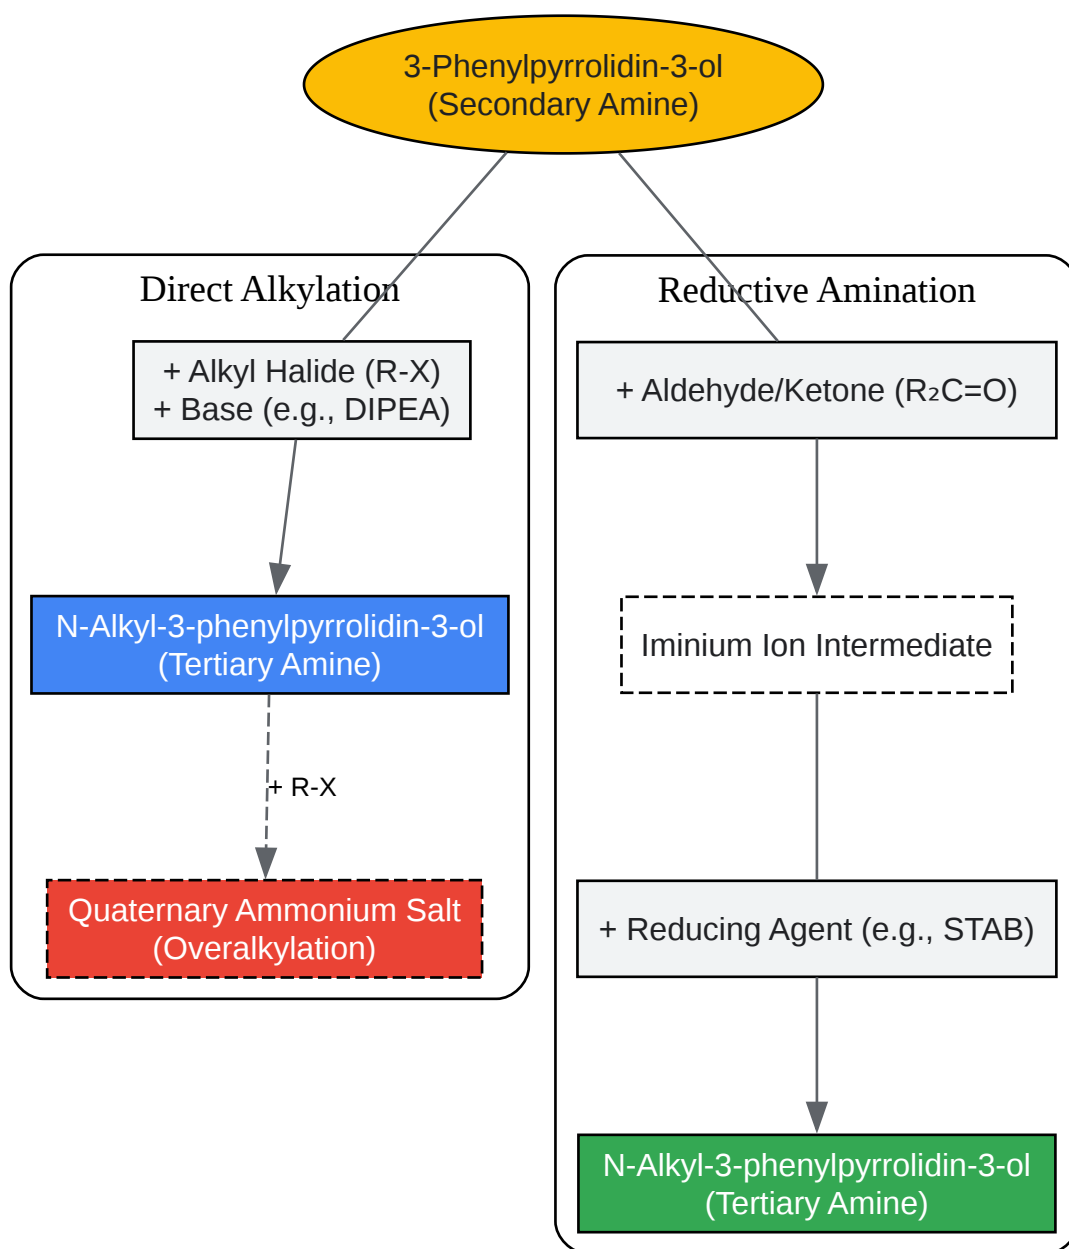 3-Phenylpyrrolidin-3-ol
(Secondary Amine)
Direct Alkylation
+ Alkyl Halide (R-X)
+ Base (e.g., DIPEA)
N-Alkyl-3-phenylpyrrolidin-3-ol
(Tertiary Amine)
+ R-X
Quaternary Ammonium Salt
(Overalkylation)
Reductive Amination
+ Aldehyde/Ketone (R₂C=O)
Iminium Ion Intermediate
+ Reducing Agent (e.g., STAB)
N-Alkyl-3-phenylpyrrolidin-3-ol
(Tertiary Amine)